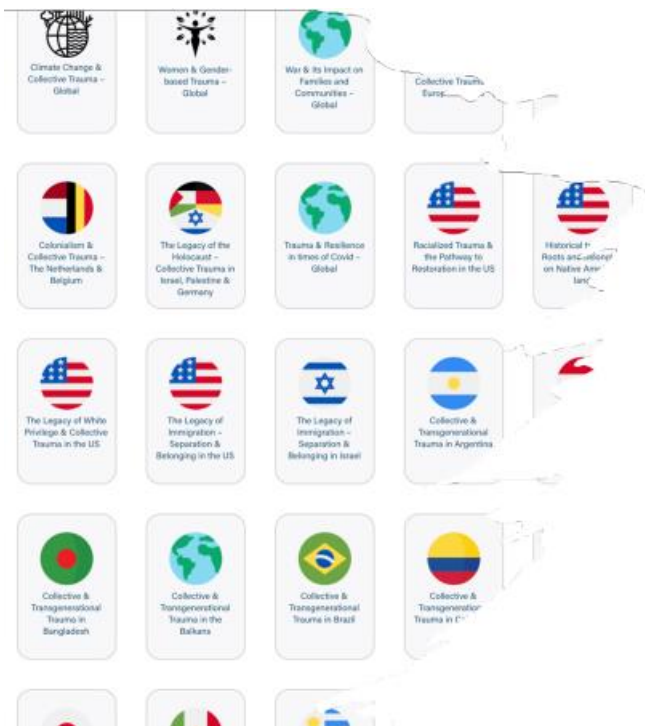 Climate Change &
Collective Trauma –
Global
Women & Gender-
based Trauma –
Global
War & Its Impact on
Families and
Communities –
Global
Collective
Colonialism &
Collective Trauma –
The Netherlands &
Belgium
The Legacy of the
Holocaust –
Collective Trauma in
Israel, Palestine &
Germany
Trauma & Resilience
in times of Covid –
Global
Racialized Trauma &
the Pathway to
Restoration in the US
Historical
Roots
on Native
The Legacy of White
Privilege & Collective
Trauma in the US
The Legacy of
Immigration –
Separation &
Belonging in the US
The Legacy of
Immigration –
Separation &
Belonging in Israel
Collective &
Transgenerational
Trauma in Argentina
Collective &
Transgenerational
Trauma in
Bangladesh
Collective &
Transgenerational
Trauma in the
Balkans
Collective &
Transgenerational
Trauma in Brazil
Collective &
Trauma in